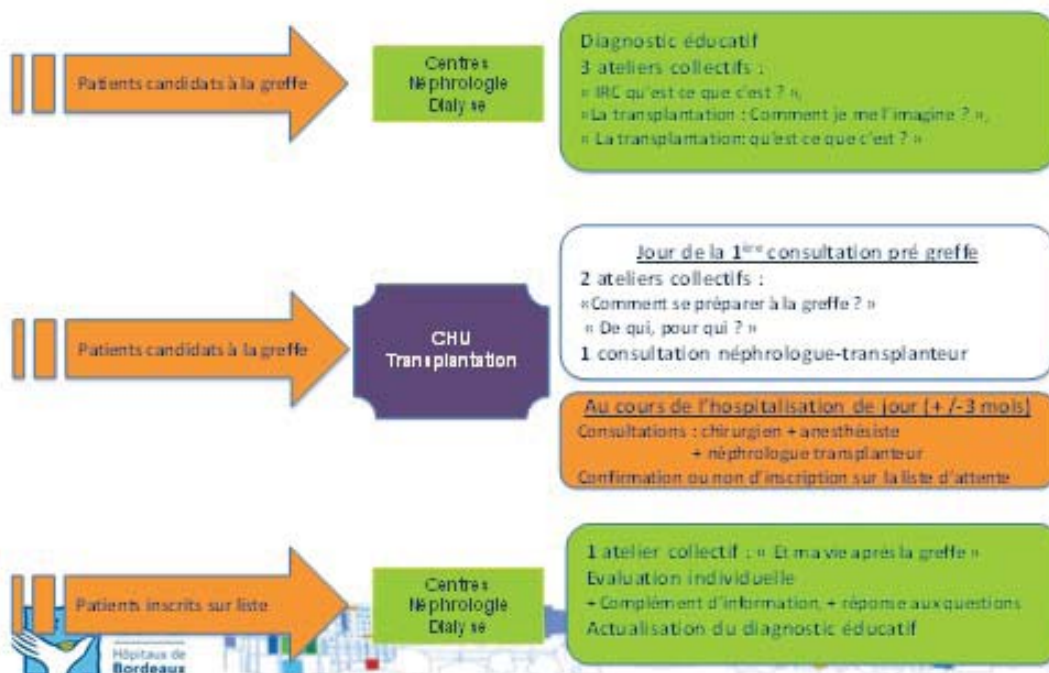 Patients candidats à la greffe
Centres
Néphrologie
Dialyse
Diagnostic éducatif
3 ateliers collectifs :
« IRC qu'est ce que c'est ? »,
«La transplantation : Comment je me l'imagine ? »,
« La transplantation: qu'est ce que c'est ? »
Patients candidats à la greffe
CHU
Transplantation
Jour de la 1ère consultation pré greffe
2 ateliers collectifs :
«Comment se préparer à la greffe ? »
« De qui, pour qui ? »
1 consultation néphrologue-transplanteur
Au cours de l'hospitalisation de jour (+ /-3 mois)
Consultations : chirurgien + anesthésiste
+ néphrologue transplanteur
Confirmation ou non d'inscription sur la liste d'attente
Patients inscrits sur liste
Centres
Néphrologie
Dialyse
1 atelier collectif : « Et ma vie après la greffe »
Evaluation individuelle
+ Complément d'information, + réponse aux questions
Actualisation du diagnostic éducatif
Hôpitaux de
Bordeaux